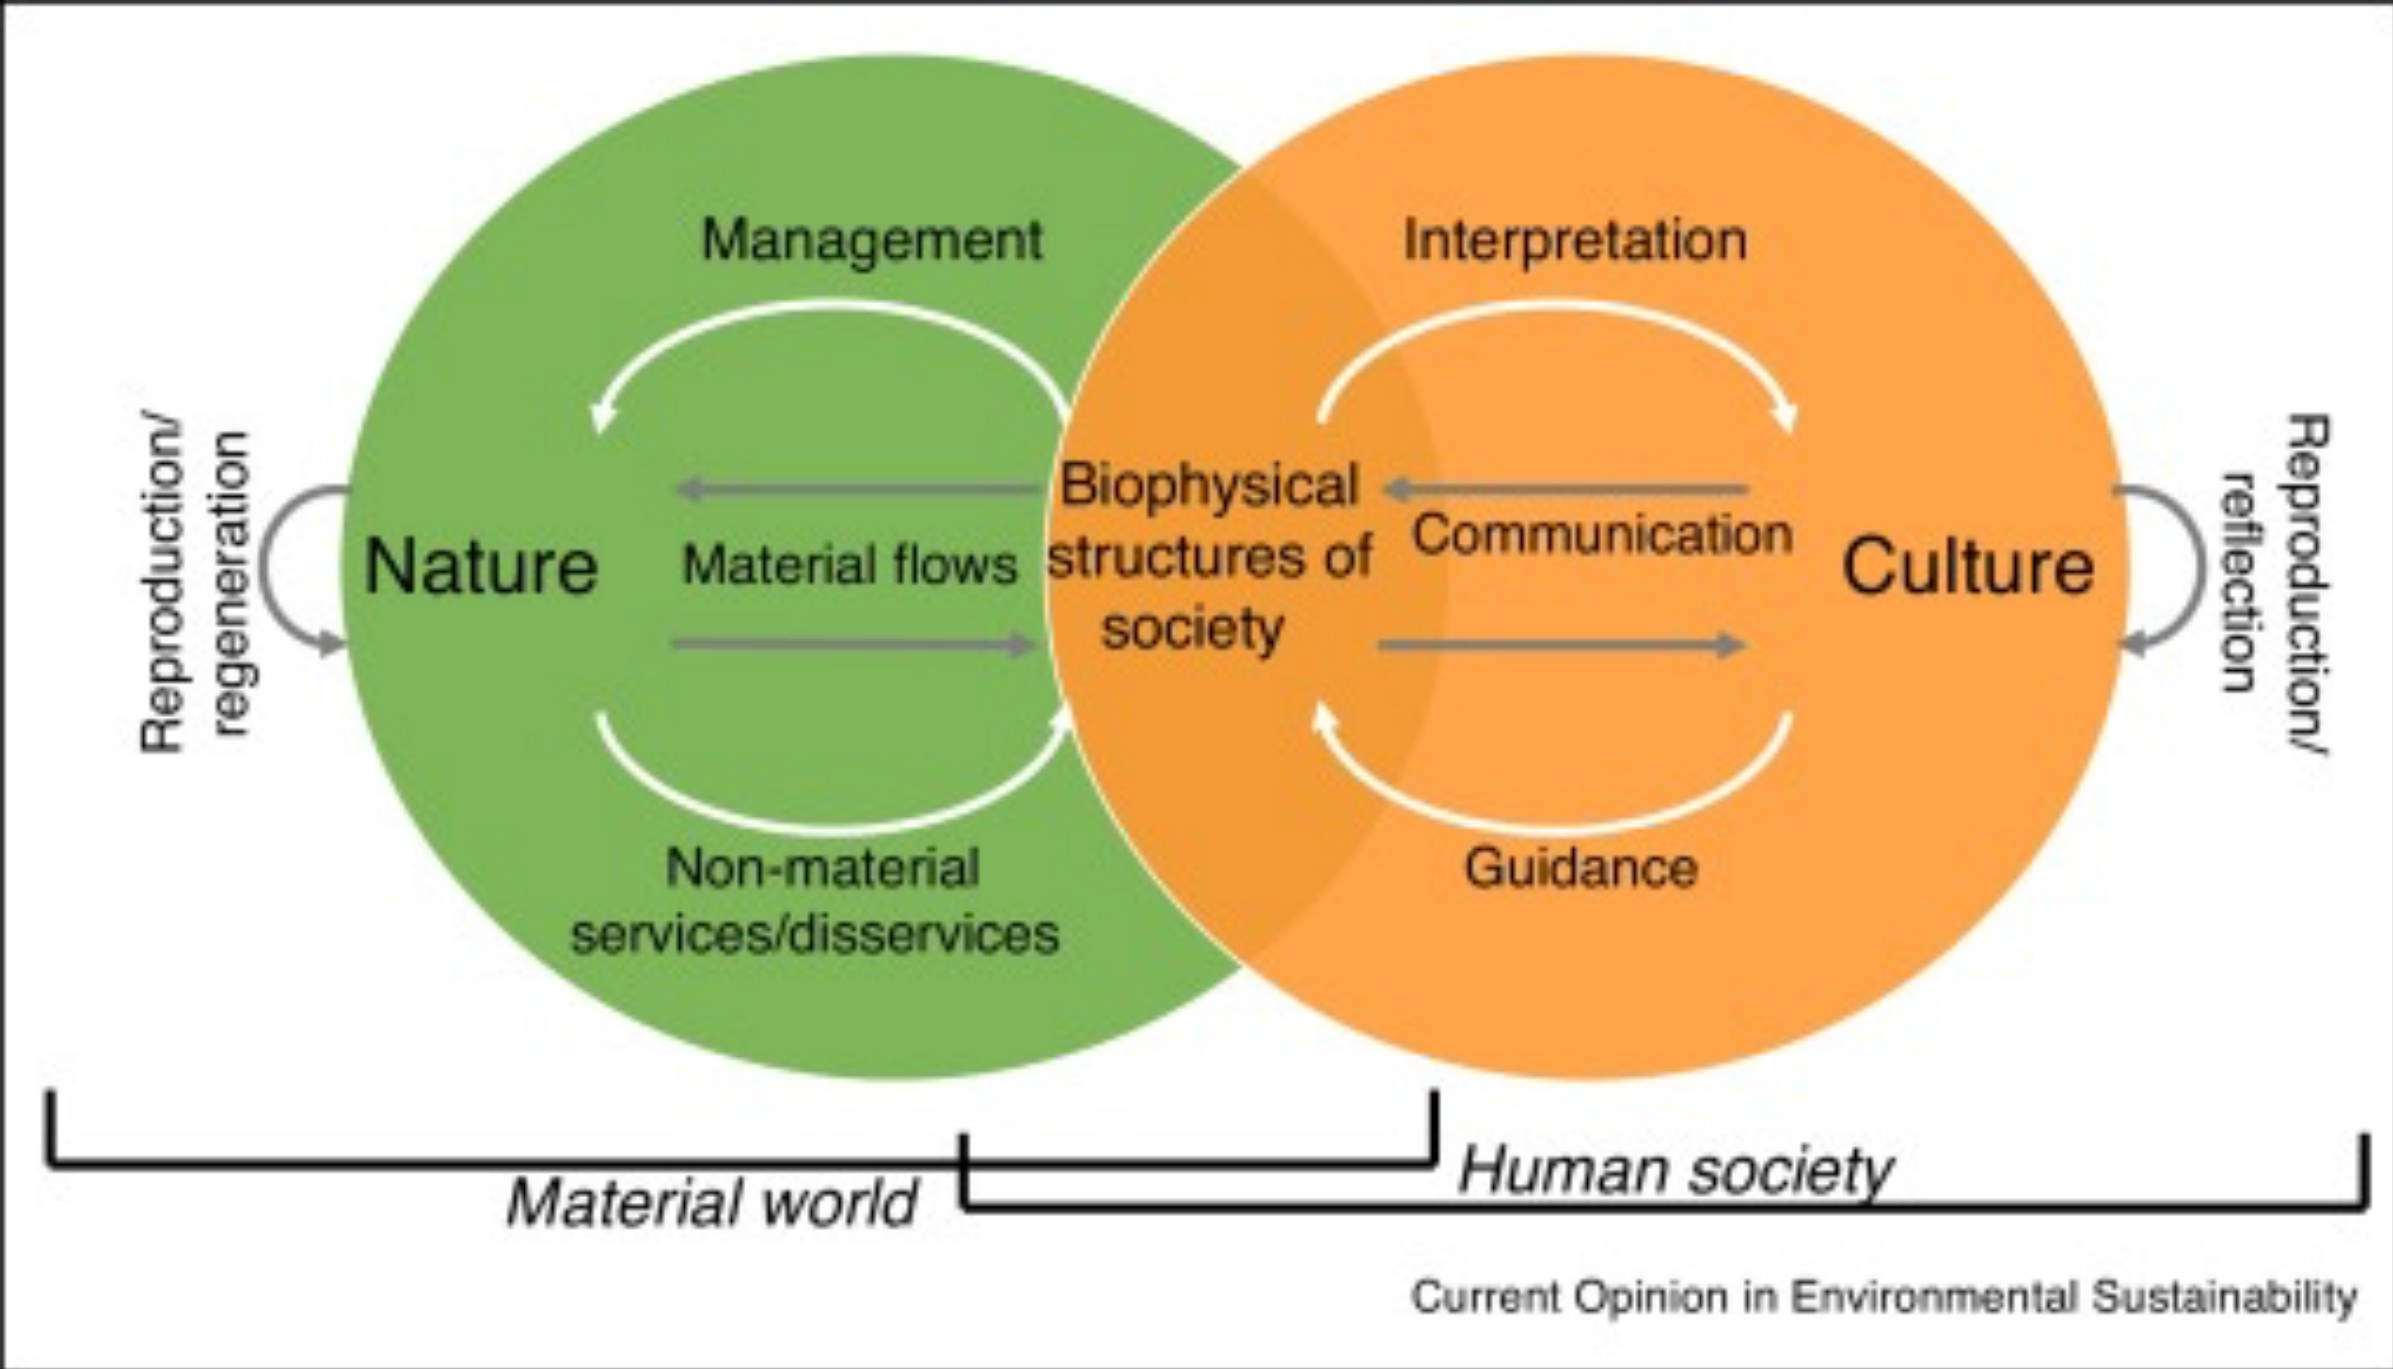 Management
Interpretation
Reproduction/
regeneration
Nature
Material flows
Biophysical
structures of
society
Communication
Culture
Reproduction/
reflection
Non-material
services/disservices
Guidance
Material world
Human society
Current Opinion in Environmental Sustainability